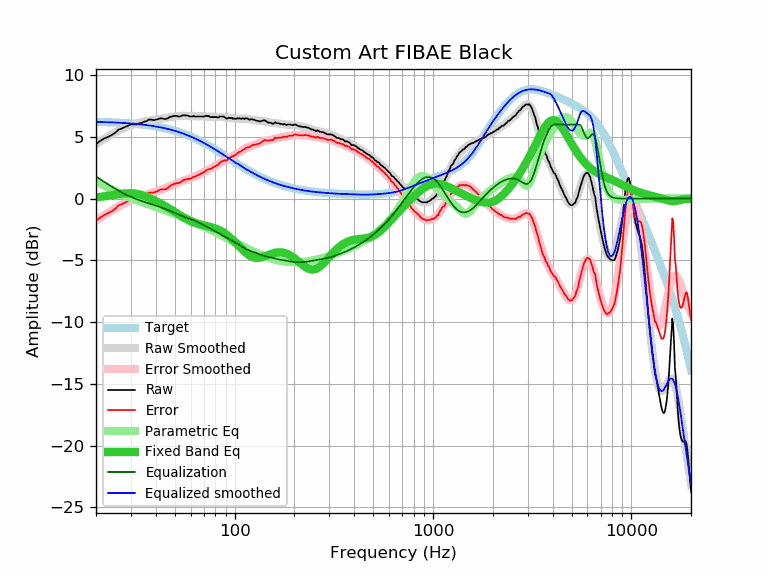 Custom Art FIBAE Black
10
5
0
−5
−10
−15
−20
−25
Amplitude (dBr)
Target
Raw Smoothed
Error Smoothed
Raw
Error
Parametric Eq
Fixed Band Eq
Equalization
Equalized smoothed
100 1000 10000
Frequency (Hz)